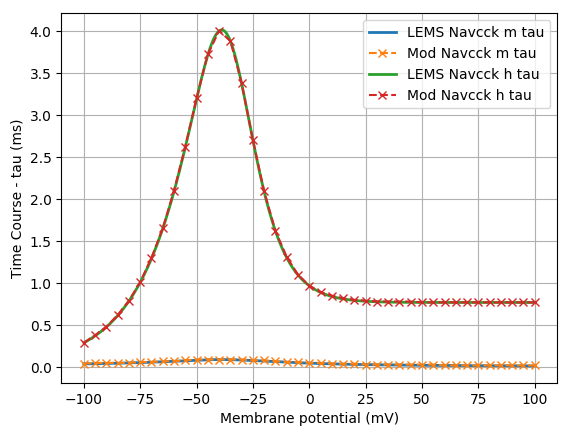 LEMS Navcck m tau
Mod Navcck m tau
LEMS Navcck h tau
Mod Navcck h tau
Time Course - tau (ms)
4.0
3.5
3.0
2.5
2.0
1.5
1.0
0.5
0.0
−100 −75 −50 −25 0 25 50 75 100
Membrane potential (mV)